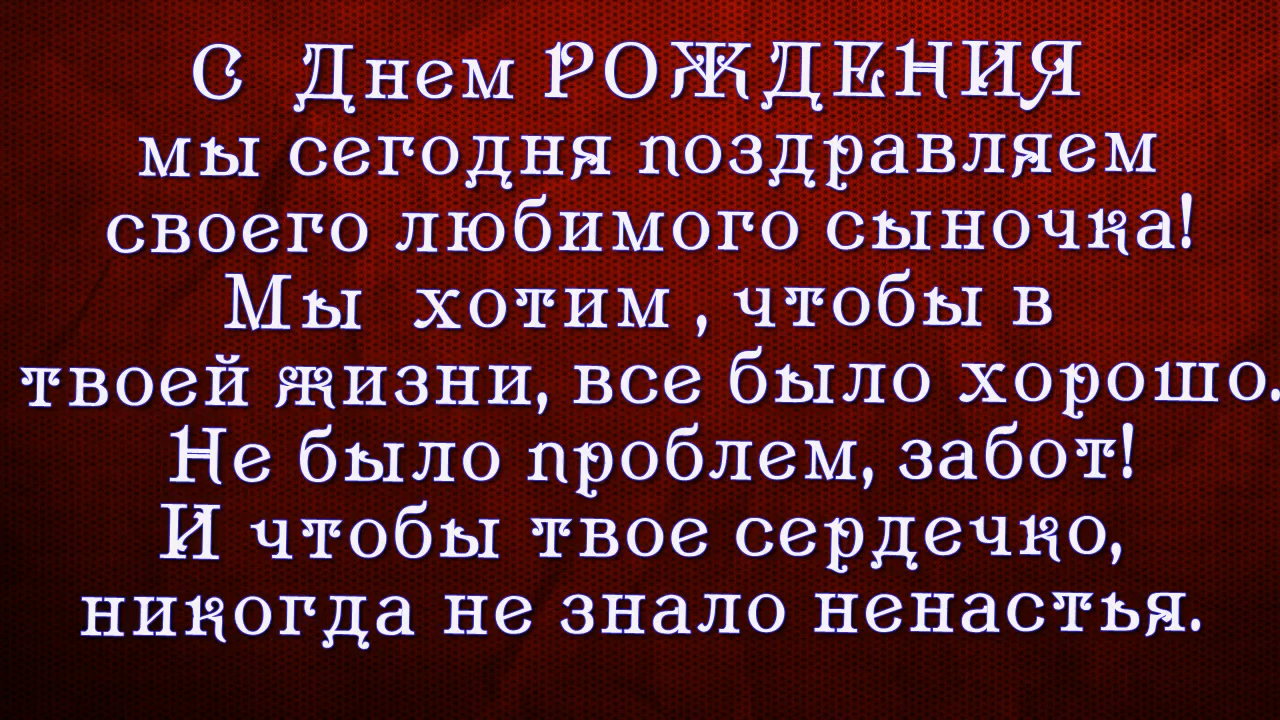 С Днем РОЖДЕНИЯ
мы сегодня поздравляем
своего любимого сыночка!
Мы хотим , чтобы в
твоей жизни, все было хорошо.
Не было проблем, забот!
И чтобы твое сердечко,
никогда не знало ненастья.